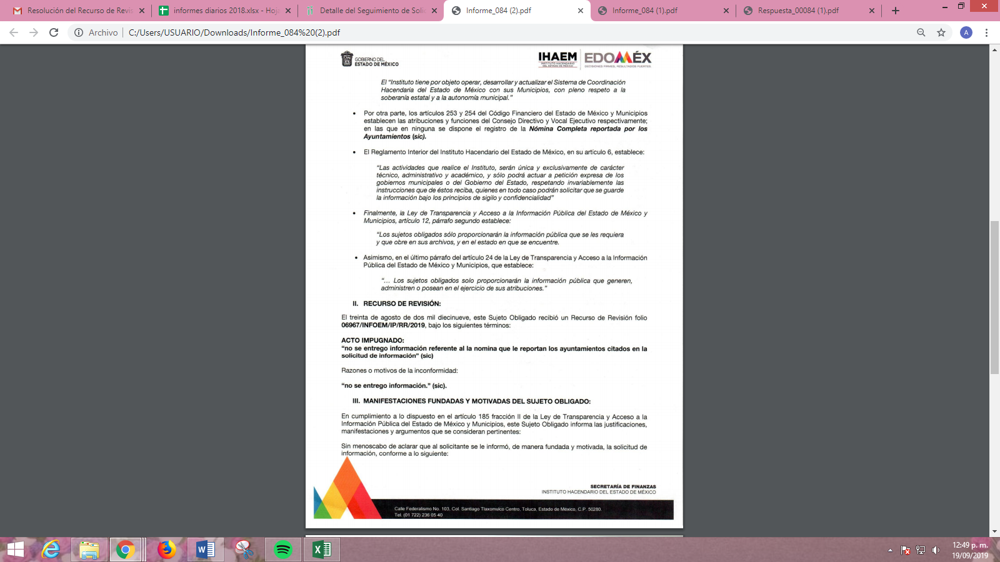 Resolución del Recurso de Revis
informes diarios 2018.xlsx - Hoja
Detalle del Seguimiento de Solic
Informe_084 (2).pdf
Informe_084 (1).pdf
Respuesta_00084 (1).pdf
Archivo
C:/Users/USUARIO/Downloads/Informe_084%20(2).pdf
A
GOBIERNO DEL
ESTADO DE MÉXICO
IHAEM
INSTITUTO HACENDARIO
DEL ESTADO DE MÉXICO
EDOMÉX
DECISIONES FIRMES, RESULTADOS FUERTES.
El “Instituto tiene por objeto operar, desarrollar y actualizar el Sistema de Coordinación
Hacendaria del Estado de México con sus Municipios, con pleno respeto a la
soberanía estatal y a la autonomía municipal.”
• Por otra parte, los artículos 253 y 254 del Código Financiero del Estado de México y Municipios
establecen las atribuciones y funciones del Consejo Directivo y Vocal Ejecutivo respectivamente;
en las que en ninguna se dispone el registro de la Nómina Completa reportada por los
Ayuntamientos (sic).
• El Reglamento Interior del Instituto Hacendario del Estado de México, en su artículo 6, establece:
“Las actividades que realice el Instituto, serán única y exclusivamente de carácter
técnico, administrativo y académico, y sólo podrá actuar a petición expresa de los
gobiernos municipales o del Gobierno del Estado, respetando invariablemente las
instrucciones que de éstos reciba, quienes en todo caso podrán solicitar que se guarde
la información bajo los principios de sigilo y confidencialidad”
• Finalmente, la Ley de Transparencia y Acceso a la Información Pública del Estado de México y
Municipios, artículo 12, párrafo segundo establece:
“Los sujetos obligados sólo proporcionarán la información pública que se les requiera
y que obre en sus archivos, y en el estado en que se encuentre.
• Asimismo, en el último párrafo del artículo 24 de la Ley de Transparencia y Acceso a la Información
Pública del Estado de México y Municipios, que establece:
“... Los sujetos obligados solo proporcionarán la información pública que generen,
administren o posean en el ejercicio de sus atribuciones.”
II. RECURSO DE REVISIÓN:
El treinta de agosto de dos mil diecinueve, este Sujeto Obligado recibió un Recurso de Revisión folio
06967/INFOEM/IP/RR/2019, bajo los siguientes términos:
ACTO IMPUGNADO:
“no se entrego información referente al la nomina que le reportan los ayuntamientos citados en la
solicitud de información” (sic)
Razones o motivos de la inconformidad:
“no se entrego información.” (sic).
III. MANIFESTACIONES FUNDADAS Y MOTIVADAS DEL SUJETO OBLIGADO:
En cumplimiento a lo dispuesto en el artículo 185 fracción II de la Ley de Transparencia y Acceso a la
Información Pública del Estado de México y Municipios, este Sujeto Obligado informa las justificaciones,
manifestaciones y argumentos que se consideran pertinentes:
Sin menoscabo de aclarar que al solicitante se le informó, de manera fundada y motivada, la solicitud de
información, conforme a lo siguiente:
SECRETARÍA DE FINANZAS
INSTITUTO HACENDARIO DEL ESTADO DE MÉXICO
Calle Federalismo No. 103, Col. Santiago Tlaxomulco Centro, Toluca, Estado de México, C.P. 50280.
Tel. (01 722) 236 05 40
12:49 p. m.
19/09/2019